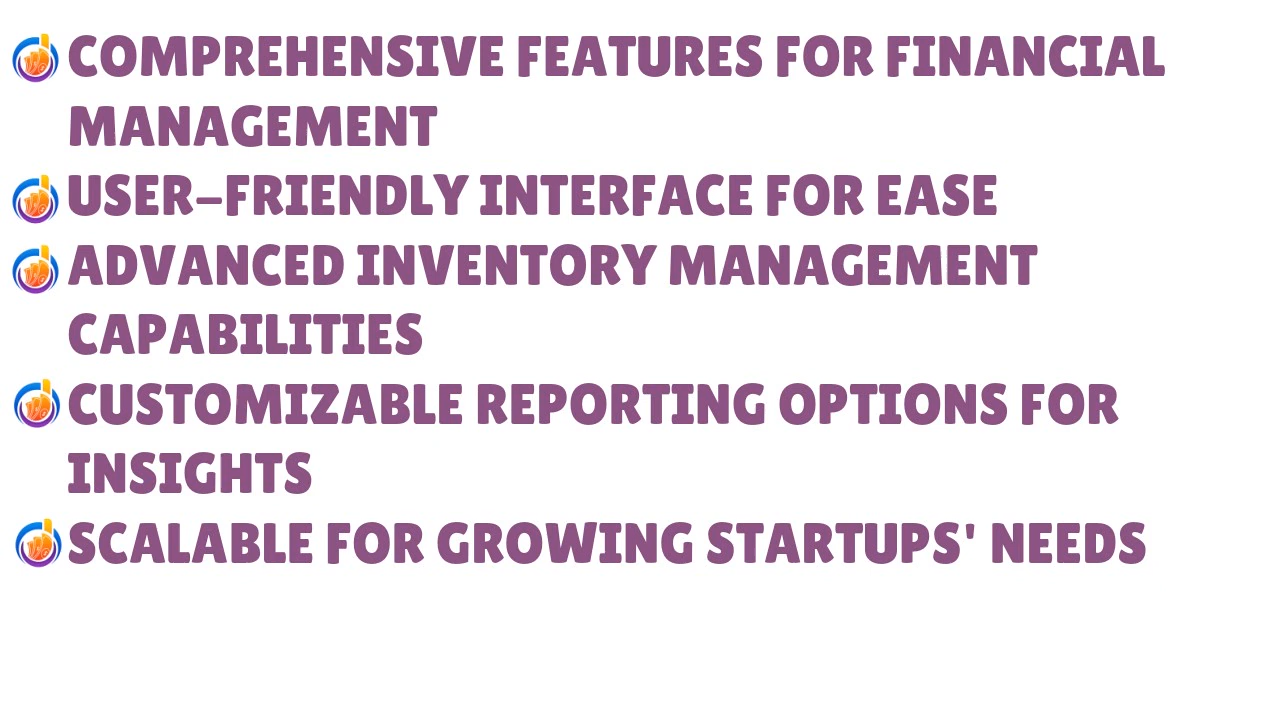 COMPREHENSIVE FEATURES FOR FINANCIAL
MANAGEMENT
USER-FRIENDLY INTERFACE FOR EASE
ADVANCED INVENTORY MANAGEMENT
CAPABILITIES
CUSTOMIZABLE REPORTING OPTIONS FOR
INSIGHTS
SCALABLE FOR GROWING STARTUPS' NEEDS